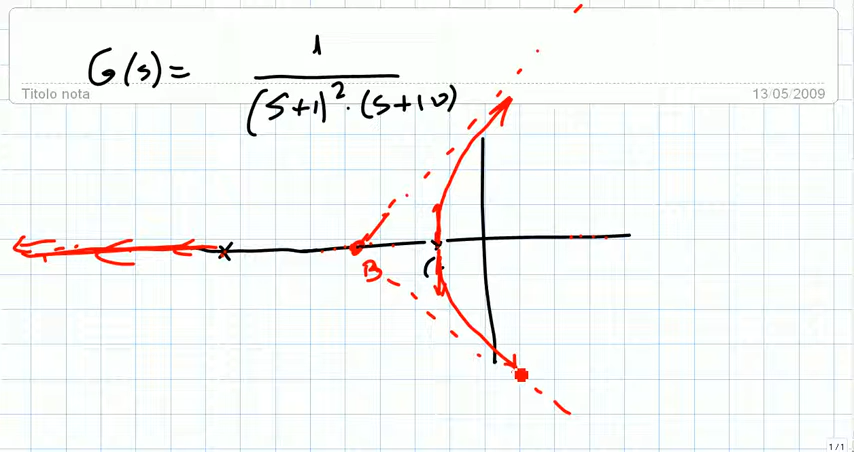 G(s) = 1 / (s+1)² · (s+10)
Titolo nota
13/05/2009
B
1/1